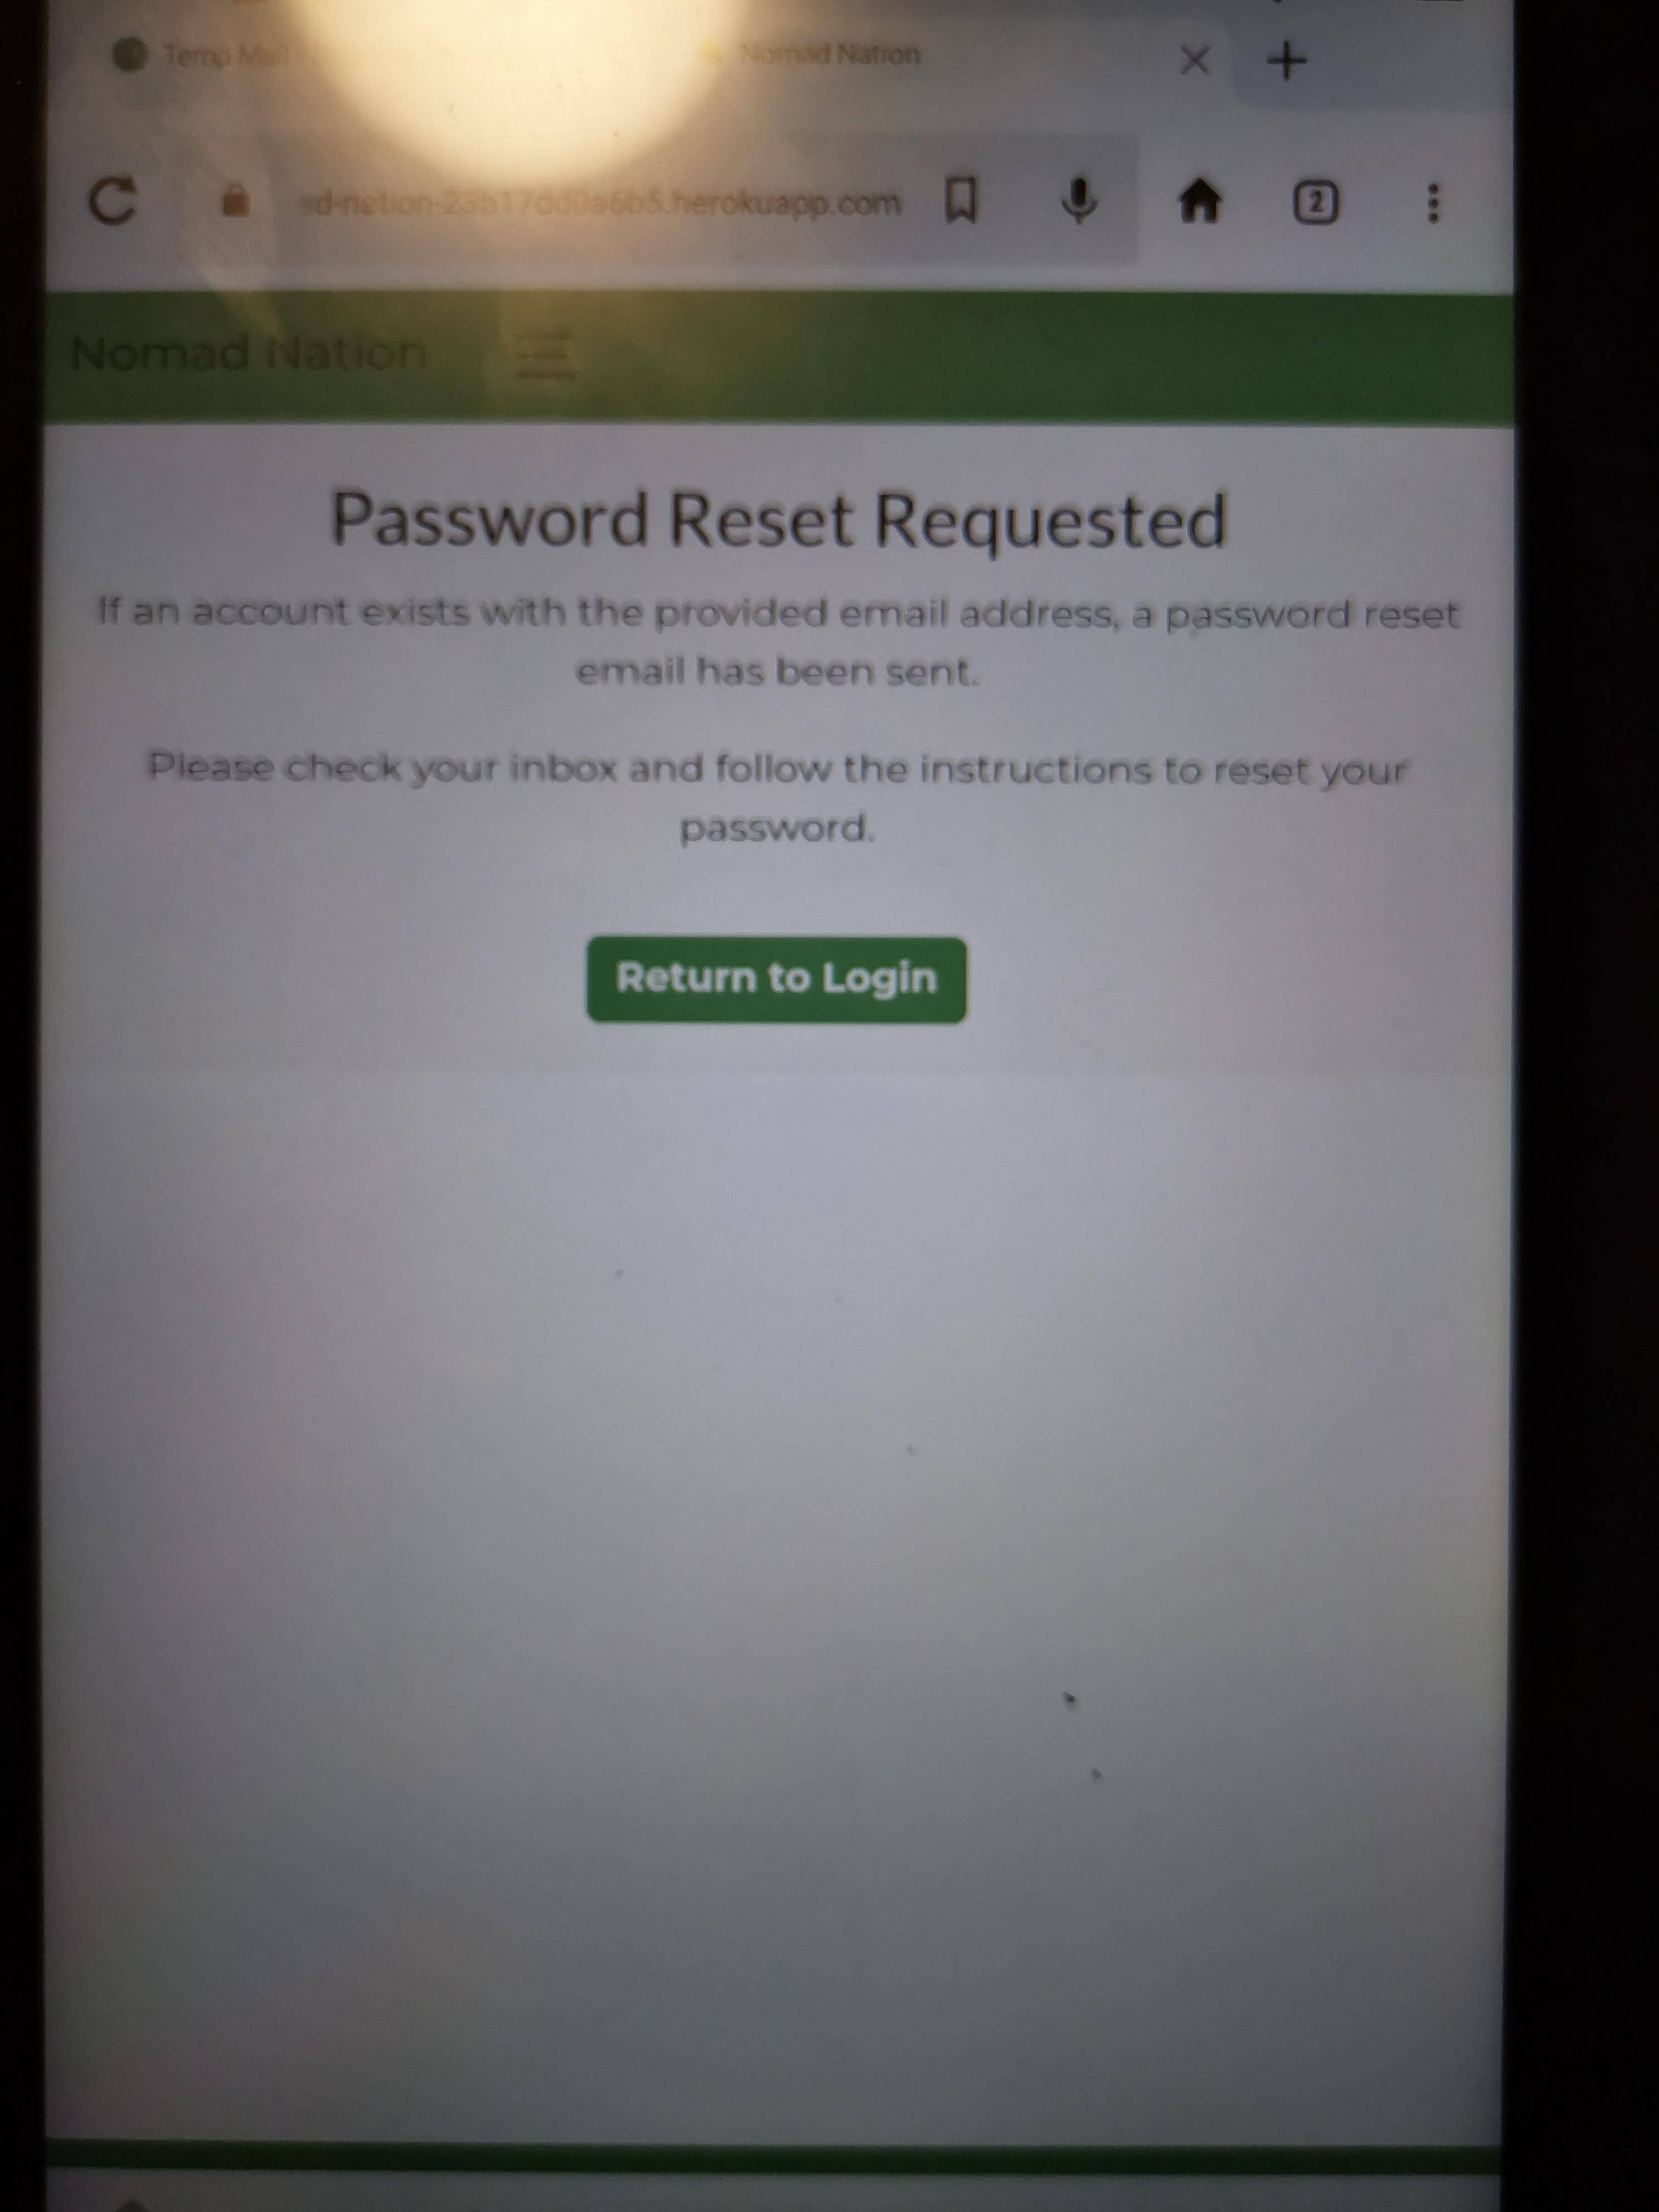 Temp Mail
Nomad Nation
ad-nation-23b17dd0a6b5.herokuapp.com
2
Nomad Nation
Password Reset Requested
If an account exists with the provided email address, a password reset
email has been sent.
Please check your inbox and follow the instructions to reset your
password.
Return to Login